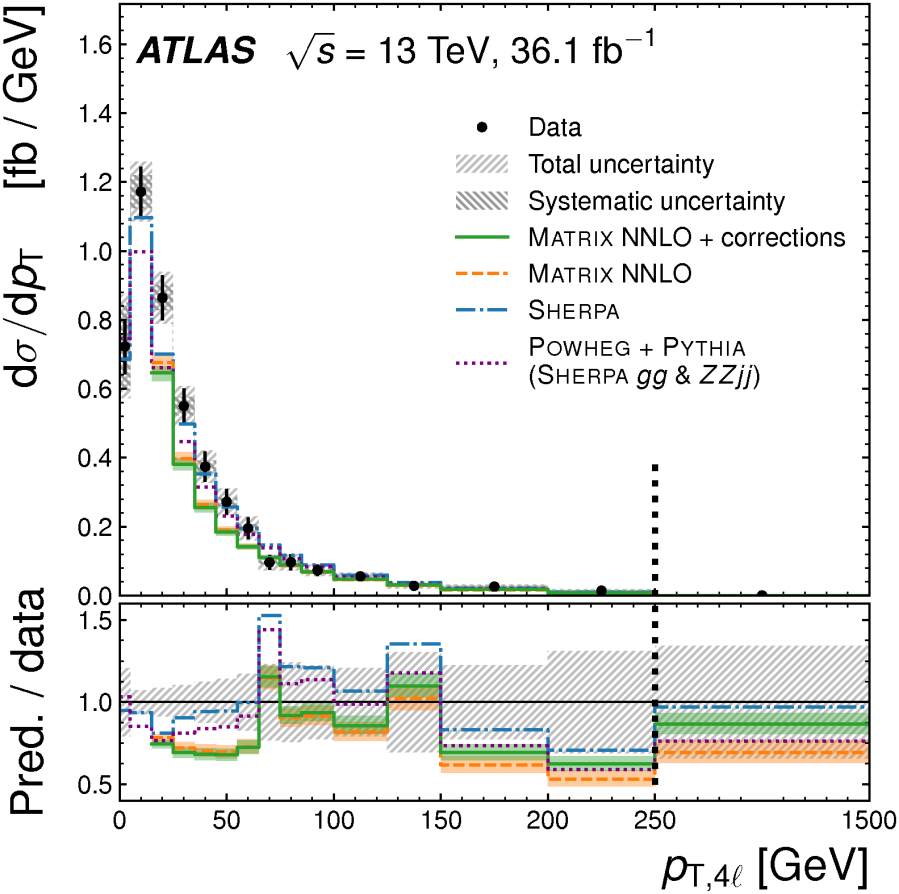 ATLAS √s = 13 TeV, 36.1 fb⁻¹
dσ/dp_T [fb / GeV]
1.6
1.4
1.2
1.0
0.8
0.6
0.4
0.2
0.0
Data
Total uncertainty
Systematic uncertainty
MATRIX NNLO + corrections
MATRIX NNLO
SHERPA
POWHEG + PYTHIA
(SHERPA gg & ZZjj)
Pred. / data
1.5
1.0
0.5
0 50 100 150 200 250 1500
p_T,4ℓ [GeV]